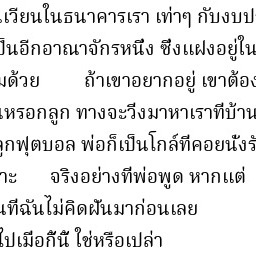 นเวียนในธนาคารเรา เท่าๆ กับงบป
ป็นอีกอาณาจักรหนึ่ง ซึ่งแฝงอยู่ใน
มด้วย ถ้าเขาอยากอยู่ เขาต้อง
นหรอกลูก ทางจะวิ่งมาหาเราที่บ้าน
ลูกฟุตบอล พ่อก็เป็นโกล์ที่คอยนั่งรั
าะ จริงอย่างที่พ่อพูด หากแต่
นที่ฉันไม่คิดฝันมาก่อนเลย
ไปเมื่อกี้นี้ ใช่หรือเปล่า